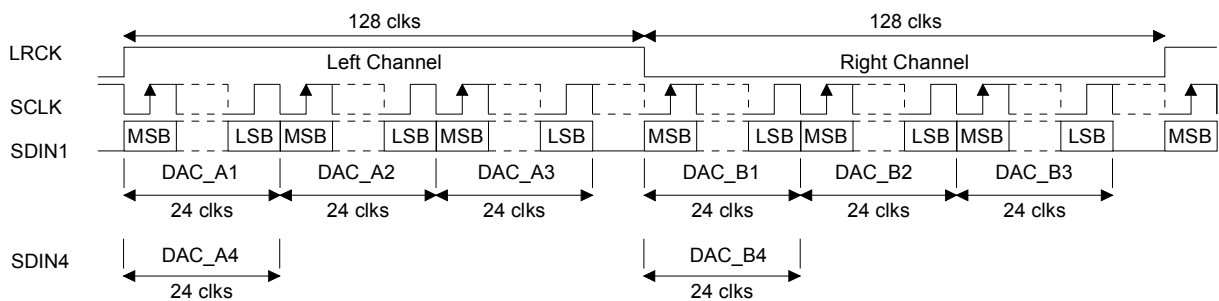 128 clks 128 clks
LRCK Left Channel Right Channel
SCLK
SDIN1 MSB LSB MSB LSB MSB LSB MSB LSB MSB LSB MSB LSB MSB
DAC_A1 DAC_A2 DAC_A3 DAC_B1 DAC_B2 DAC_B3
24 clks 24 clks 24 clks 24 clks 24 clks 24 clks
SDIN4 DAC_A4 DAC_B4
24 clks 24 clks